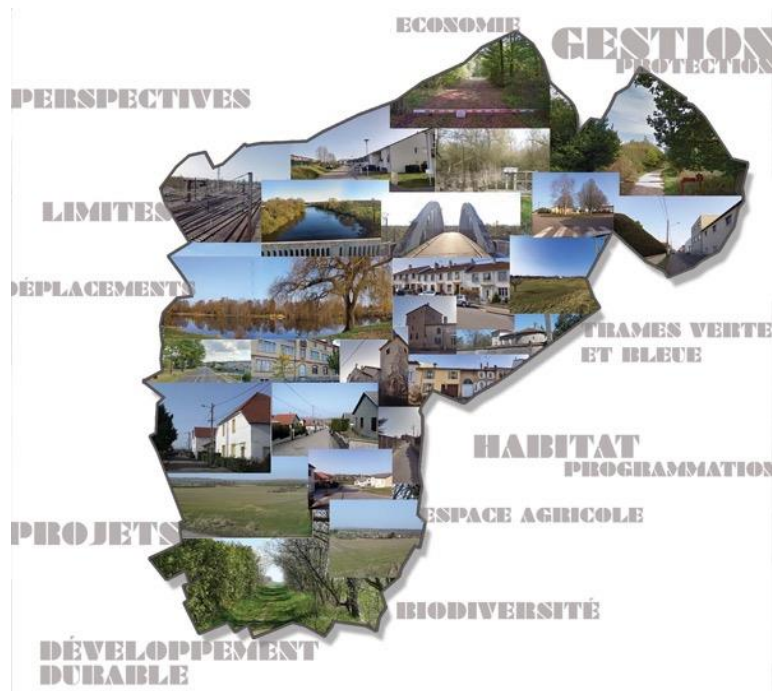 ECONOMIE
GESTION
PROTECTION
PERSPECTIVES
LIMITES
DÉPLACEMENTS
TRAMES VERTE
ET BLEUE
HABITAT
PROGRAMMATION
ESPACE AGRICOLE
PROJETS
BIODIVERSITÉ
DÉVELOPPEMENT
DURABLE